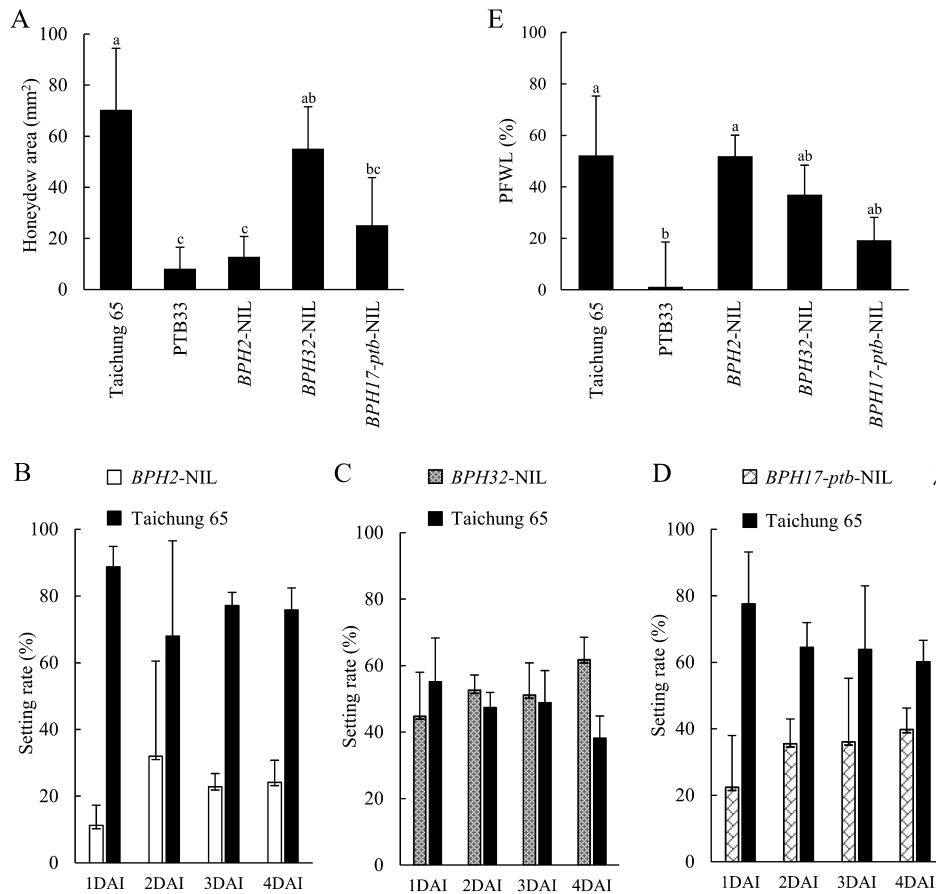 A
Honeydew area (mm²)
100
80
60
40
20
0
a
c
c
ab
bc
Taichung 65
PTB33
BPH2-NIL
BPH32-NIL
BPH17-ptb-NIL
E
PFWL (%)
100
80
60
40
20
0
a
b
a
ab
ab
Taichung 65
PTB33
BPH2-NIL
BPH32-NIL
BPH17-ptb-NIL
B
BPH2-NIL
Taichung 65
Setting rate (%)
100
80
60
40
20
0
1DAI 2DAI 3DAI 4DAI
C
BPH32-NIL
Taichung 65
Setting rate (%)
100
80
60
40
20
0
1DAI 2DAI 3DAI 4DAI
D
BPH17-ptb-NIL
Taichung 65
Setting rate (%)
100
80
60
40
20
0
1DAI 2DAI 3DAI 4DAI